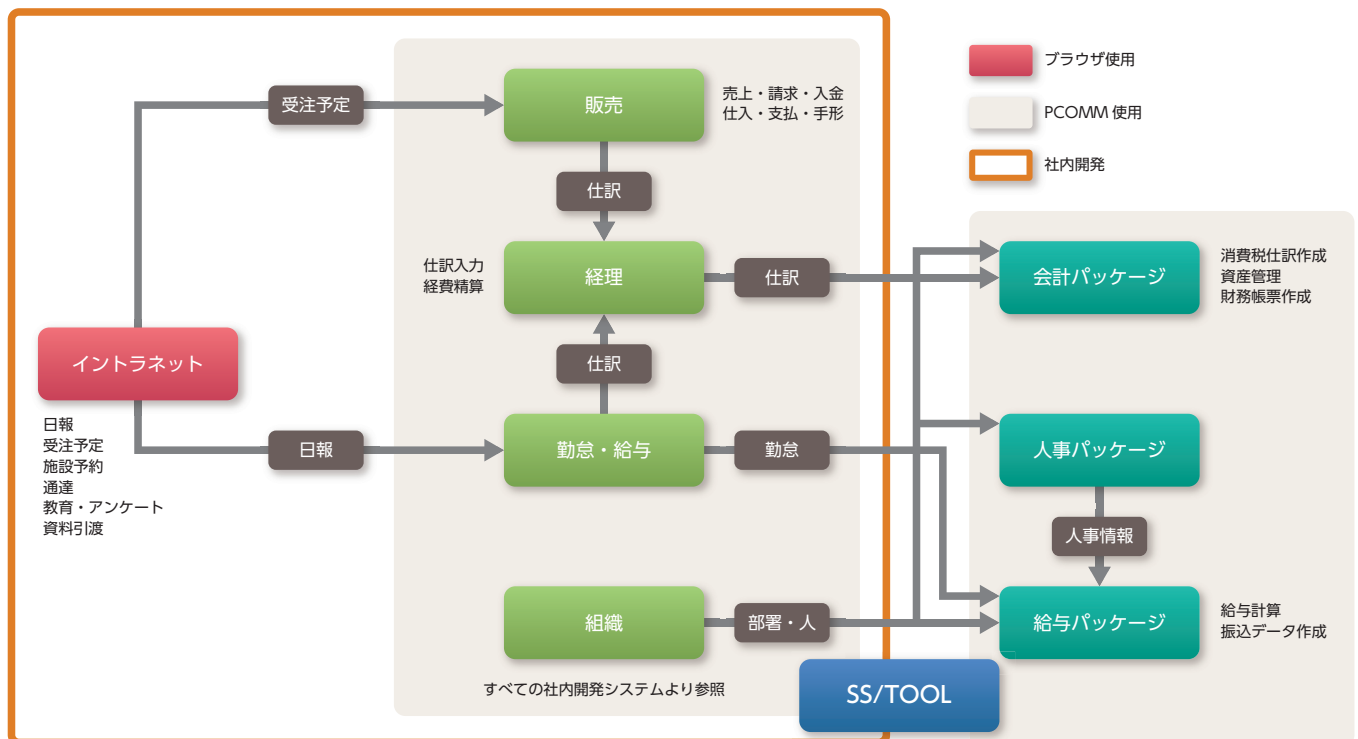 受注予定
販売
売上・請求・入金
仕入・支払・手形
ブラウザ使用
PCOMM 使用
社内開発
仕訳
仕訳入力
経費精算
経理
仕訳
会計パッケージ
消費税仕訳作成
資産管理
財務帳票作成
イントラネット
仕訳
日報
受注予定
施設予約
通達
教育・アンケート
資料引渡
日報
勤怠・給与
勤怠
人事パッケージ
人事情報
組織
部署・人
給与パッケージ
給与計算
振込データ作成
すべての社内開発システムより参照
SS/TOOL